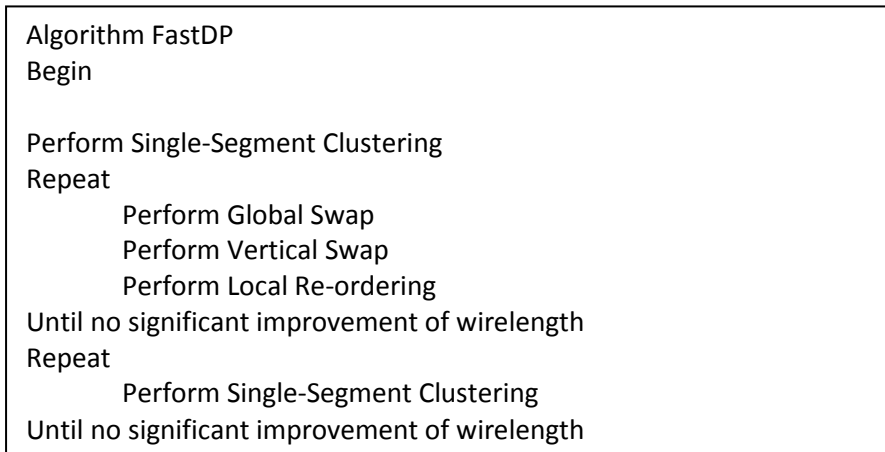 Algorithm FastDP
Begin
Perform Single-Segment Clustering
Repeat
Perform Global Swap
Perform Vertical Swap
Perform Local Re-ordering
Until no significant improvement of wirelength
Repeat
Perform Single-Segment Clustering
Until no significant improvement of wirelength